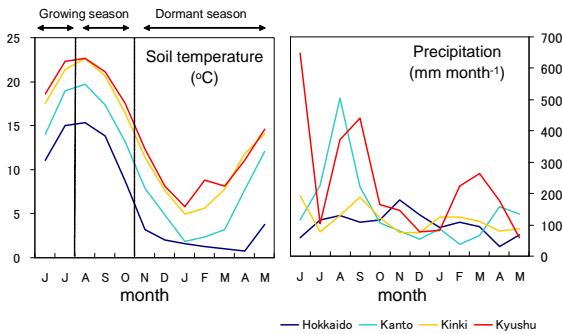 Growing season Dormant season
Soil temperature
(°C)
25
20
15
10
5
0
J J A S O N D J F M A M
month
Precipitation
(mm month-1)
700
600
500
400
300
200
100
0
J J A S O N D J F M A M
month
Hokkaido Kanto Kinki Kyushu